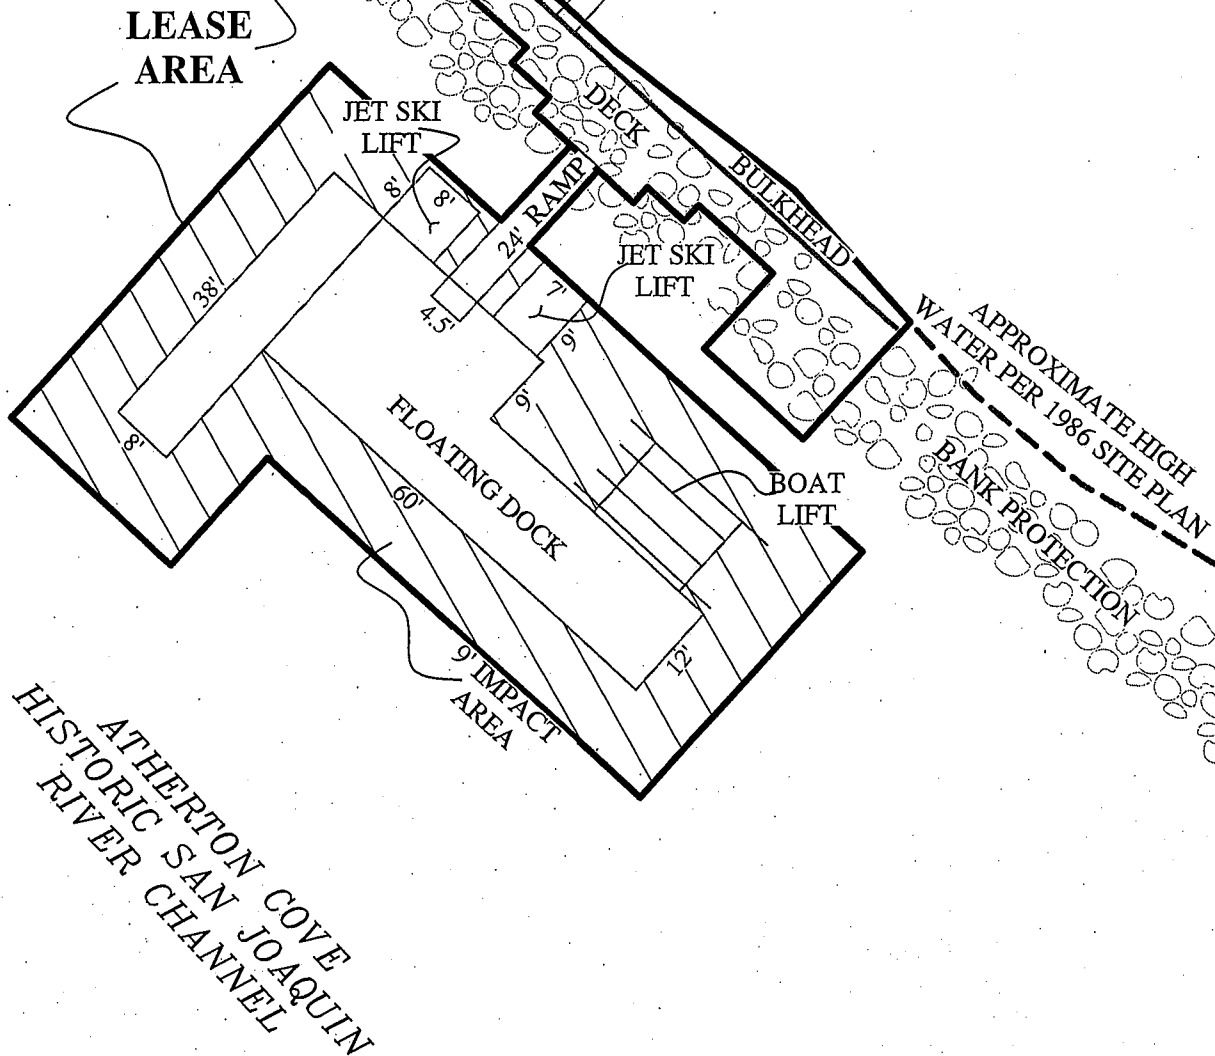 LEASE
AREA
JET SKI
LIFT
DECK
BULKHEAD
8'
8'
RAMP
24'
JET SKI
LIFT
7'
4.5'
9'
38'
9'
8'
FLOATING DOCK
60'
BOAT
LIFT
12'
9' IMPACT
AREA
APPROXIMATE HIGH
WATER PER 1986 SITE PLAN
BANK PROTECTION
ATHERTON COVE
HISTORIC SAN JOAQUIN
RIVER CHANNEL